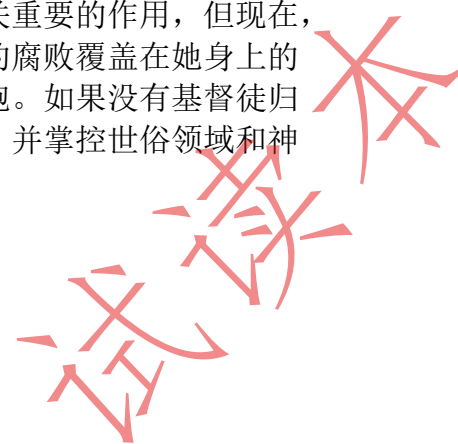 关重要的作用，但现在，
的腐败覆盖在她身上的
袍。如果没有基督徒归
，并掌控世俗领域和神
试读本